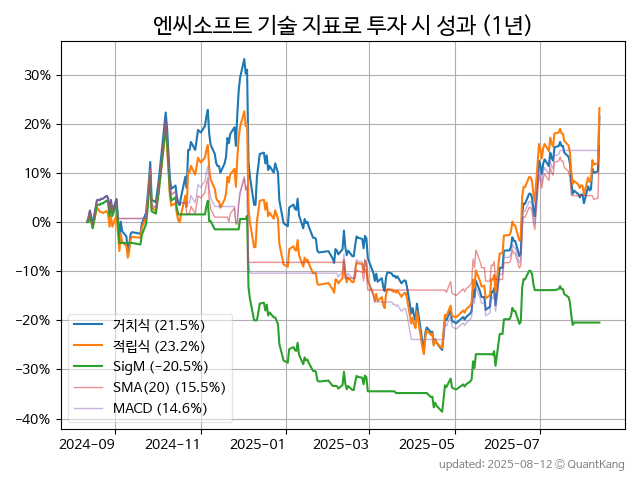 엔씨소프트 기술 지표로 투자 시 성과 (1년)
30%
20%
10%
0%
−10%
−20%
−30%
−40%
거치식 (21.5%)
적립식 (23.2%)
SigM (−20.5%)
SMA(20) (15.5%)
MACD (14.6%)
2024-09
2024-11
2025-01
2025-03
2025-05
2025-07
updated: 2025-08-12 © QuantKang